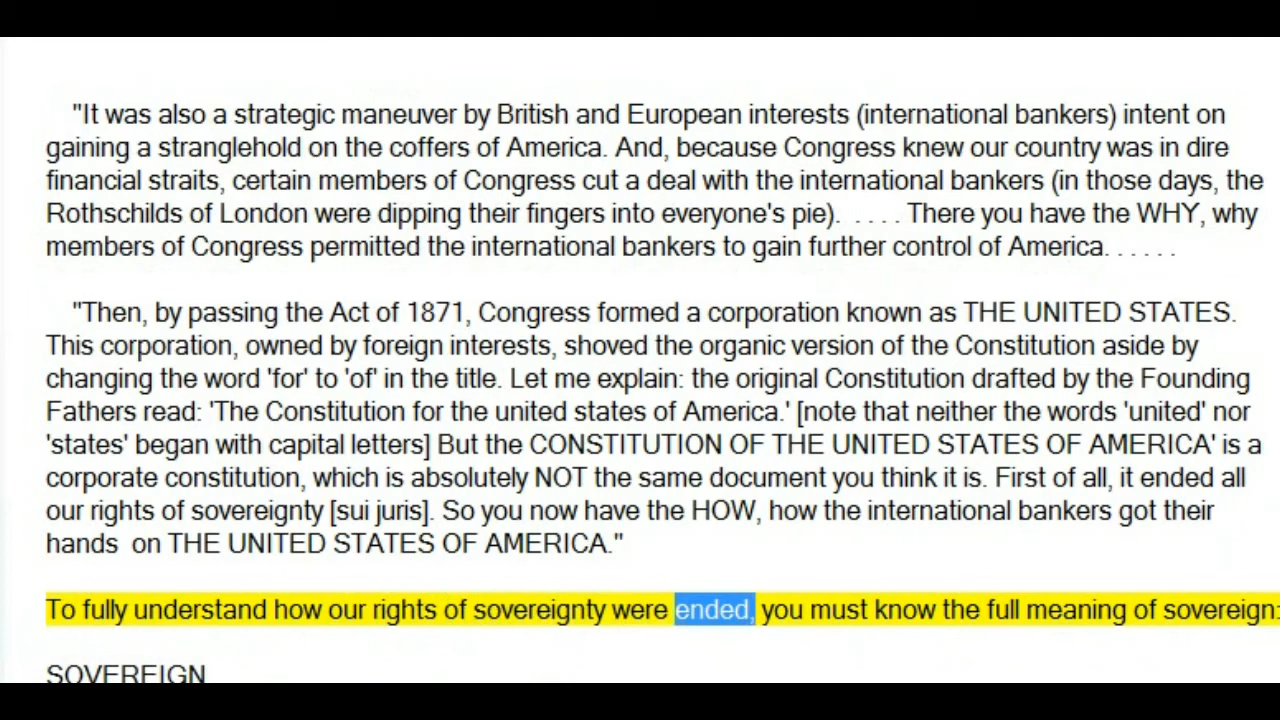 "It was also a strategic maneuver by British and European interests (international bankers) intent on
gaining a stranglehold on the coffers of America. And, because Congress knew our country was in dire
financial straits, certain members of Congress cut a deal with the international bankers (in those days, the
Rothschilds of London were dipping their fingers into everyone's pie). . . . . There you have the WHY, why
members of Congress permitted the international bankers to gain further control of America. . . . . .
"Then, by passing the Act of 1871, Congress formed a corporation known as THE UNITED STATES.
This corporation, owned by foreign interests, shoved the organic version of the Constitution aside by
changing the word 'for' to 'of' in the title. Let me explain: the original Constitution drafted by the Founding
Fathers read: 'The Constitution for the united states of America.' [note that neither the words 'united' nor
'states' began with capital letters] But the CONSTITUTION OF THE UNITED STATES OF AMERICA' is a
corporate constitution, which is absolutely NOT the same document you think it is. First of all, it ended all
our rights of sovereignty [sui juris]. So you now have the HOW, how the international bankers got their
hands  on THE UNITED STATES OF AMERICA."
To fully understand how our rights of sovereignty were ended, you must know the full meaning of sovereign:
SOVEREIGN